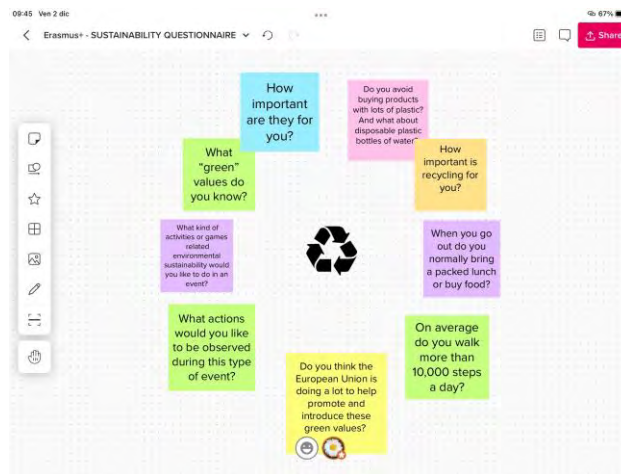 09:45 Ven 2 dic
67%
Erasmus+ - SUSTAINABILITY QUESTIONNAIRE
Share
How
important
are they for
you?
Do you avoid
buying products
with lots of plastic?
And what about
disposable plastic
bottles of water?
What
"green"
values do
you know?
How
important is
recycling for
you?
What kind of
activities or games
related
environmental
sustainability would
you like to do in an
event?
When you go
out do you
normally bring
a packed lunch
or buy food?
What actions
would you like
to be observed
during this type
of event?
On average
do you walk
more than
10,000 steps
a day?
Do you think the
European Union is
doing a lot to help
promote and
introduce these
green values?